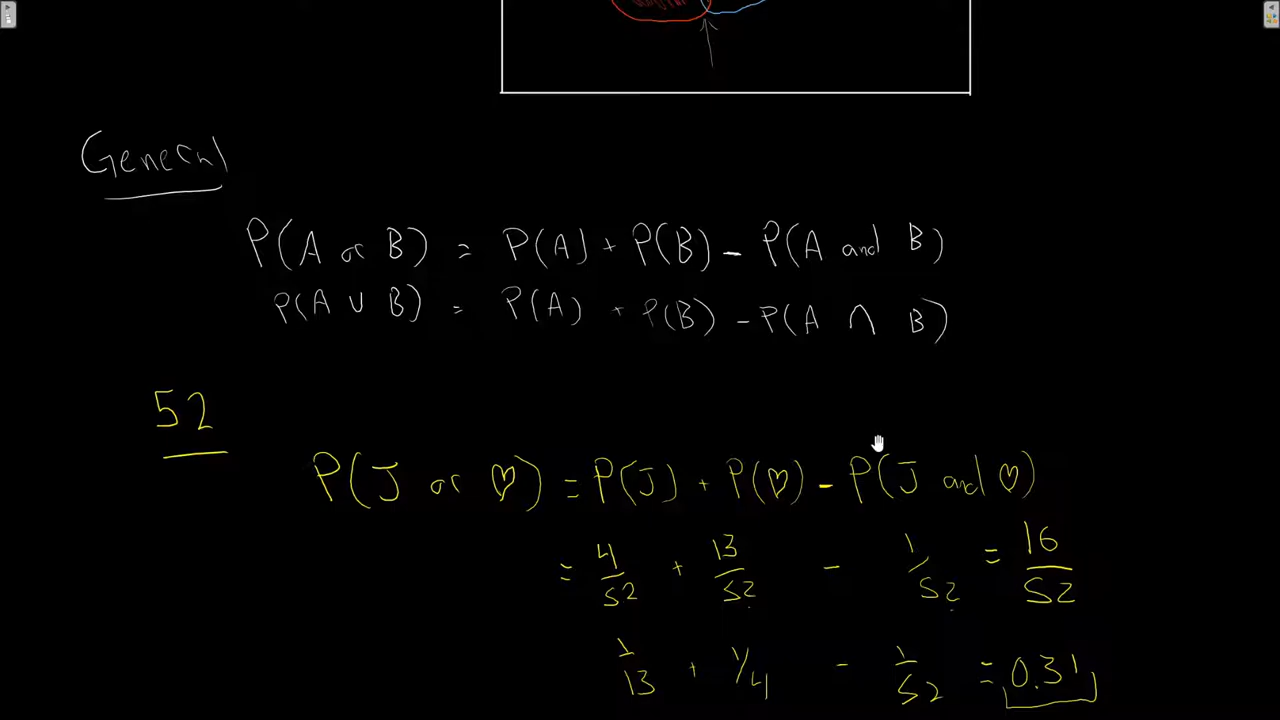 General
P(A or B) = P(A) + P(B) - P(A and B)
P(A ∪ B) = P(A) + P(B) - P(A ∩ B)
52
P(J or ♡) = P(J) + P(♡) - P(J and ♡)
= 4/52 + 13/52 - 1/52 = 16/52
1/13 + 1/4 - 1/52 = 0.31